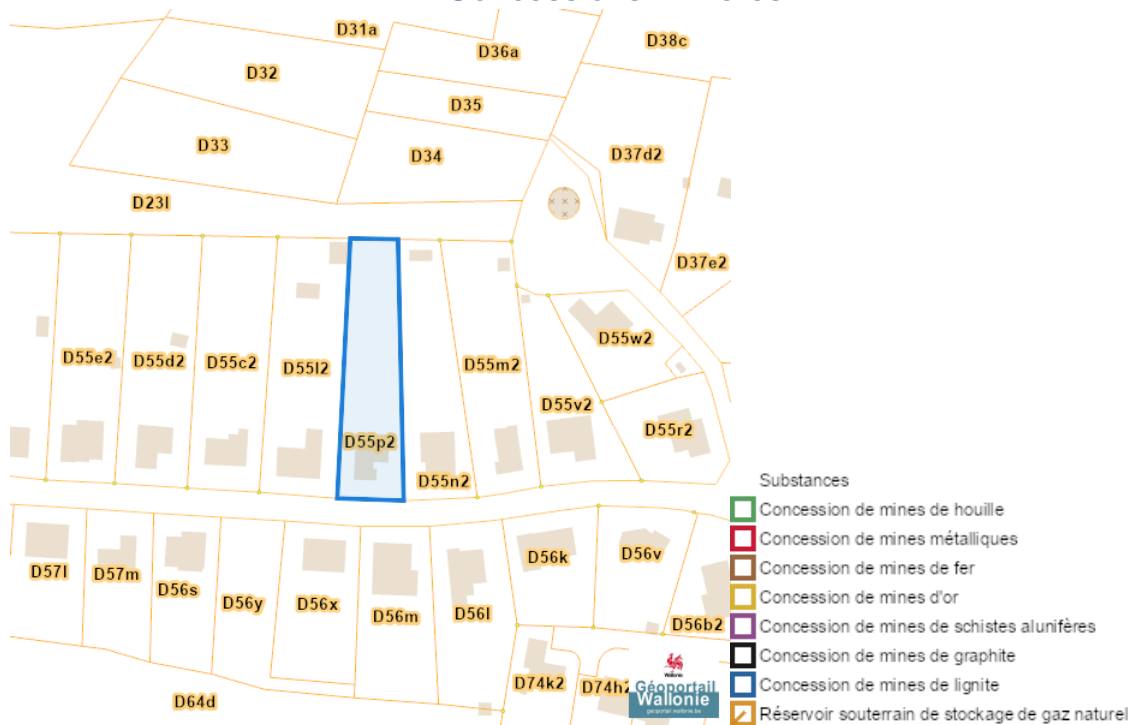 D31a
D36a
D38c
D32
D35
D33
D34
D37d2
D23l
D37e2
D55w2
D55e2
D55d2
D55c2
D55l2
D55m2
D55v2
D55r2
D55p2
D55n2
D57l
D57m
D56s
D56y
D56x
D56m
D56l
D56k
D56v
D56b2
D74k2
D74h2
D64d
Wallonie
Géoportail
Wallonie
geoportail.wallonie.be
Substances
Concession de mines de houille
Concession de mines métalliques
Concession de mines de fer
Concession de mines d'or
Concession de mines de schistes alunifères
Concession de mines de graphite
Concession de mines de lignite
Réservoir souterrain de stockage de gaz naturel